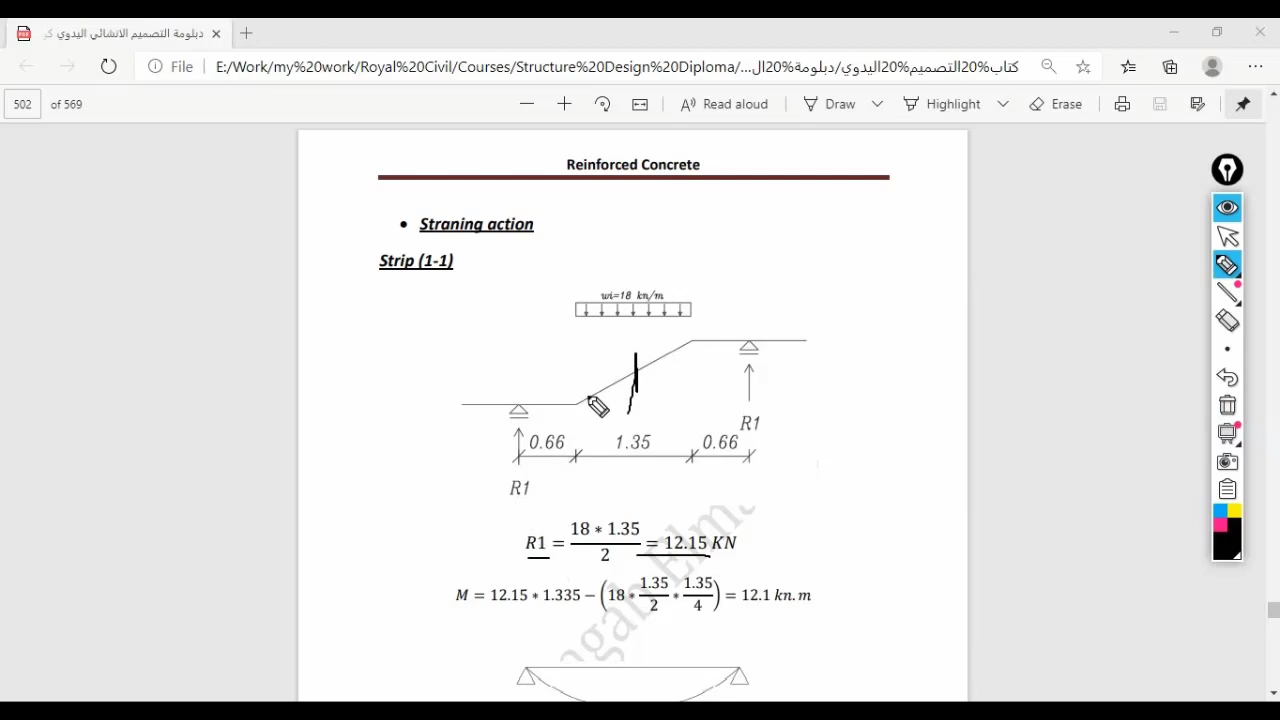 دبلومة التصميم الانشائي اليدوي ك
File
E:/Work/my%20work/Royal%20Civil/Courses/Structure%20Design%20Diploma/...كتاب%20التصميم%20اليدوي/دبلومة%20ال
502 of 569
Read aloud
Draw
Highlight
Erase
Reinforced Concrete
• Straning action
Strip (1-1)
wi=18 kn/m
R1
0.66 1.35 0.66
R1
R1 = 18 * 1.35 / 2 = 12.15 KN
M = 12.15 * 1.335 − (18 * 1.35/2 * 1.35/4) = 12.1 kn.m